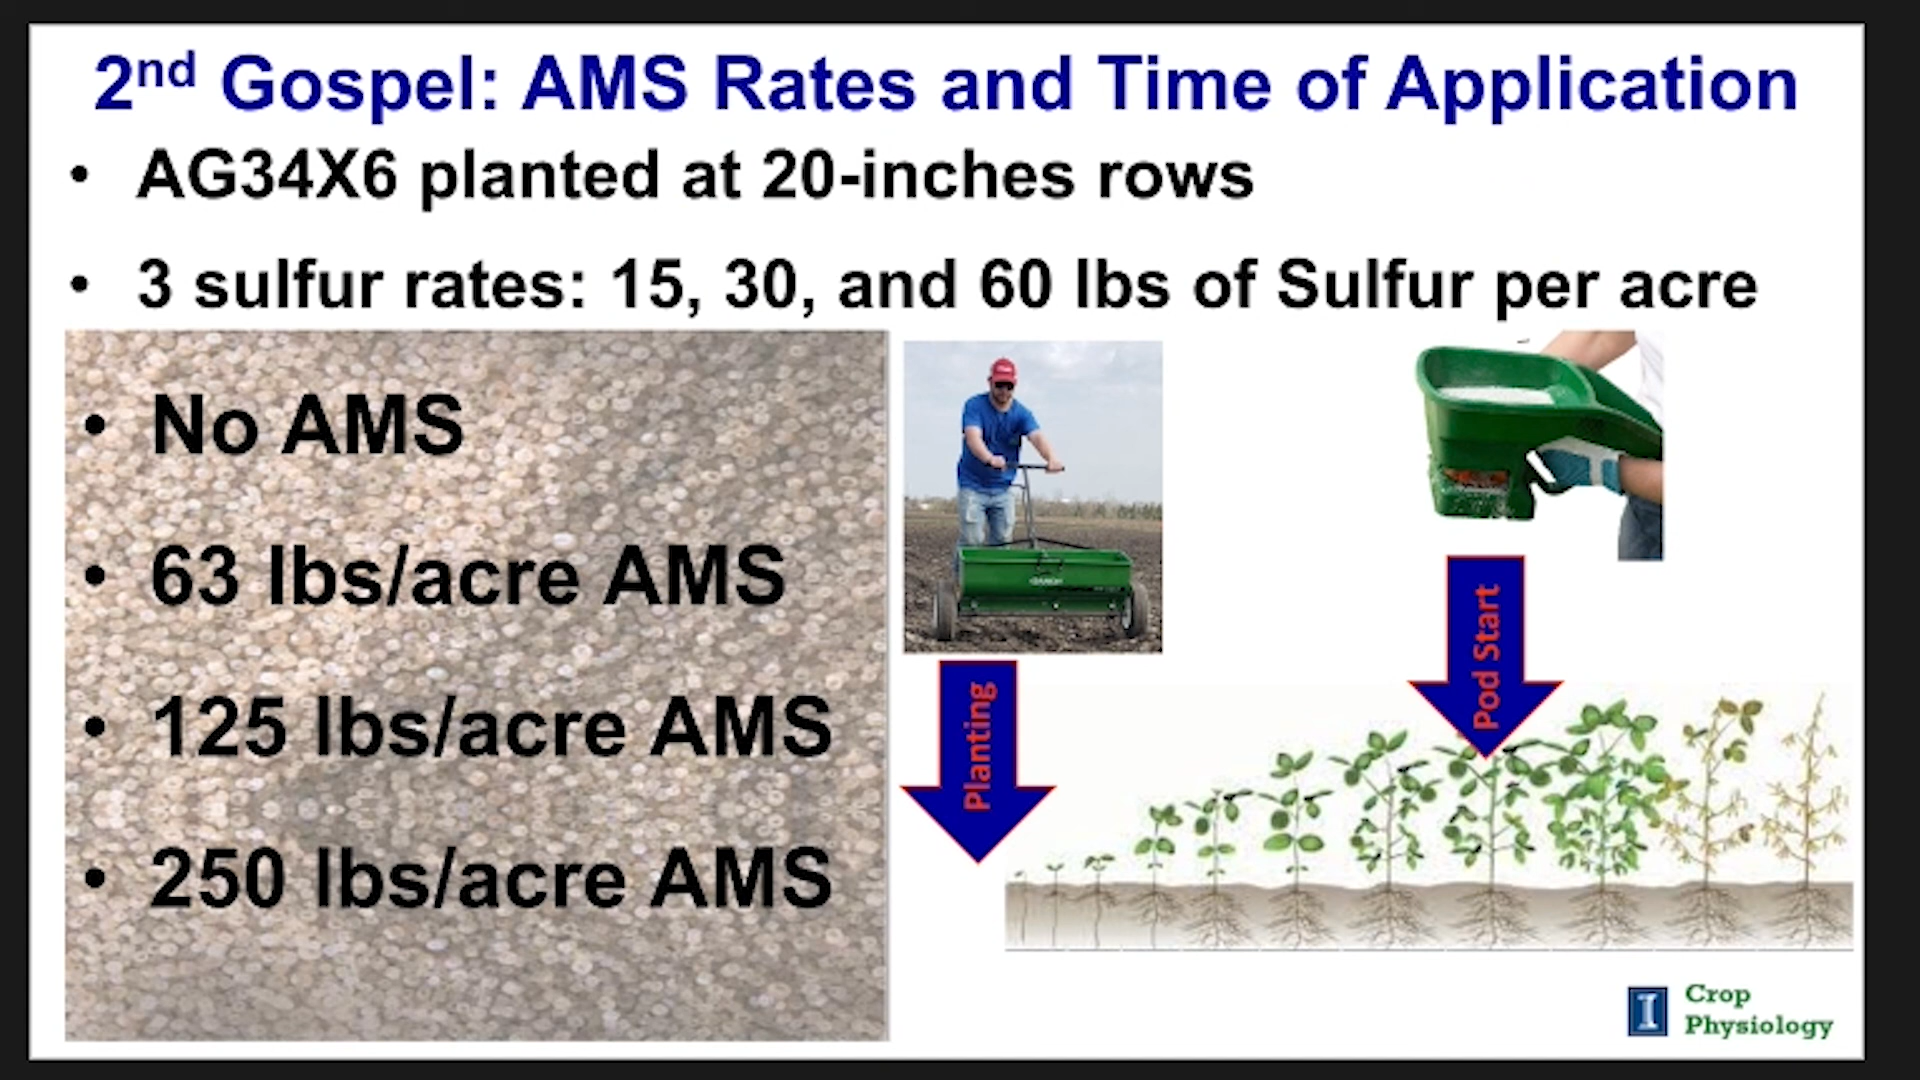 2nd Gospel: AMS Rates and Time of Application
• AG34X6 planted at 20-inches rows
• 3 sulfur rates: 15, 30, and 60 lbs of Sulfur per acre
• No AMS
• 63 lbs/acre AMS
• 125 lbs/acre AMS
• 250 lbs/acre AMS
Planting
Pod Start
I
Crop
Physiology